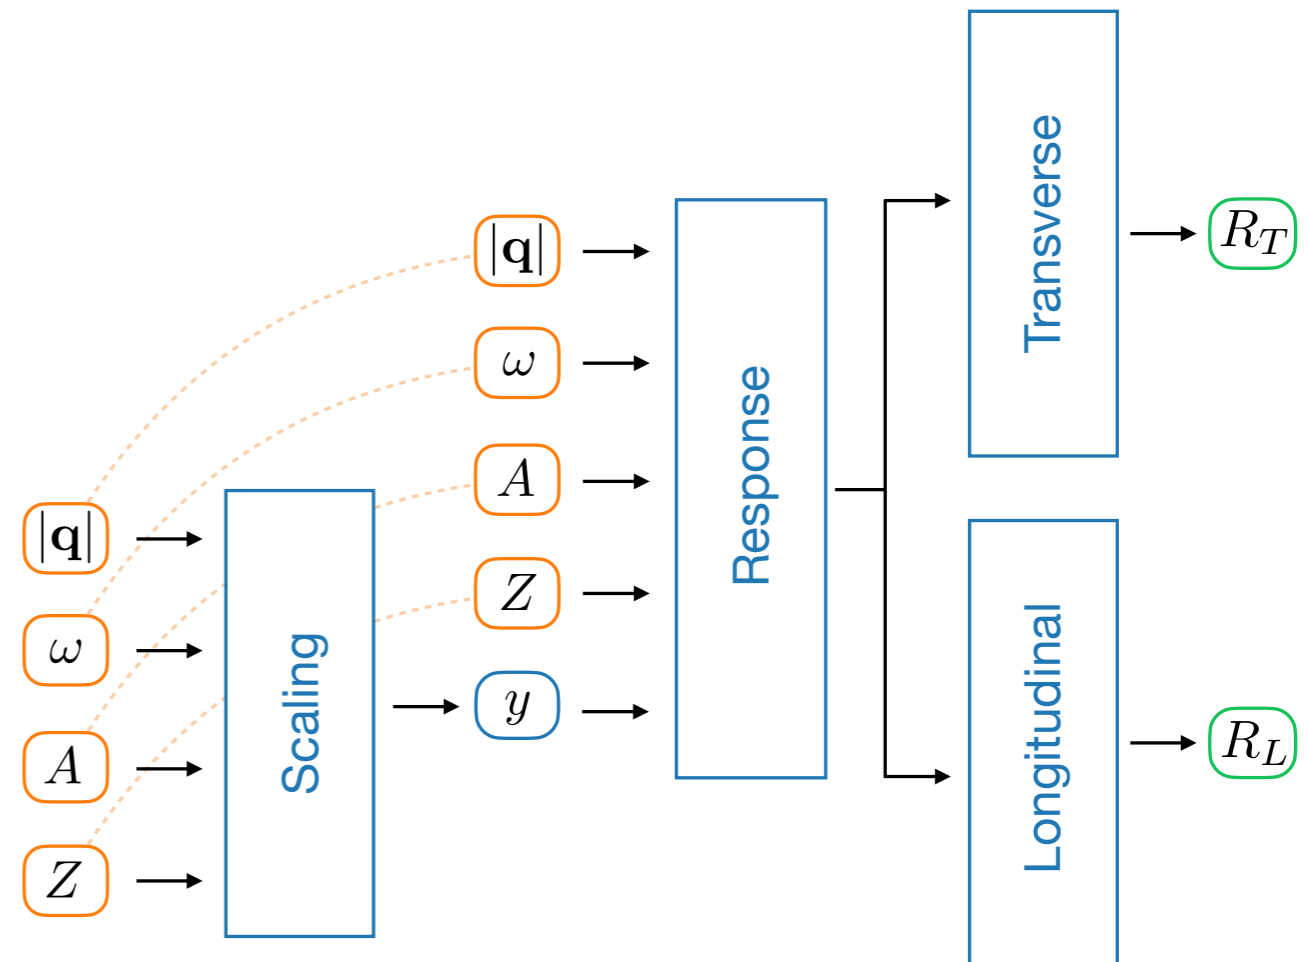 |q|
ω
A
Z
Scaling
|q|
ω
A
Z
y
Response
Transverse
R_T
Longitudinal
R_L